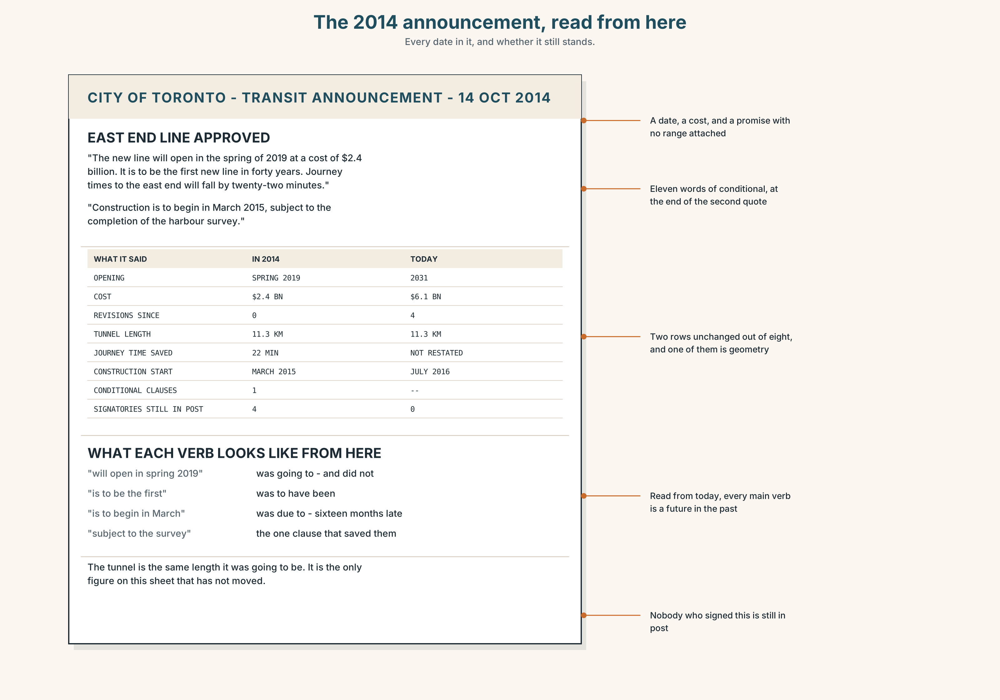 The 2014 announcement, read from here
Every date in it, and whether it still stands.
CITY OF TORONTO - TRANSIT ANNOUNCEMENT - 14 OCT 2014
EAST END LINE APPROVED
"The new line will open in the spring of 2019 at a cost of $2.4
billion. It is to be the first new line in forty years. Journey
times to the east end will fall by twenty-two minutes."
"Construction is to begin in March 2015, subject to the
completion of the harbour survey."
WHAT IT SAID IN 2014 TODAY
OPENING SPRING 2019 2031
COST $2.4 BN $6.1 BN
REVISIONS SINCE 0 4
TUNNEL LENGTH 11.3 KM 11.3 KM
JOURNEY TIME SAVED 22 MIN NOT RESTATED
CONSTRUCTION START MARCH 2015 JULY 2016
CONDITIONAL CLAUSES 1 --
SIGNATORIES STILL IN POST 4 0
WHAT EACH VERB LOOKS LIKE FROM HERE
"will open in spring 2019" was going to - and did not
"is to be the first" was to have been
"is to begin in March" was due to - sixteen months late
"subject to the survey" the one clause that saved them
The tunnel is the same length it was going to be. It is the only
figure on this sheet that has not moved.
A date, a cost, and a promise with
no range attached
Eleven words of conditional, at
the end of the second quote
Two rows unchanged out of eight,
and one of them is geometry
Read from today, every main verb
is a future in the past
Nobody who signed this is still in
post